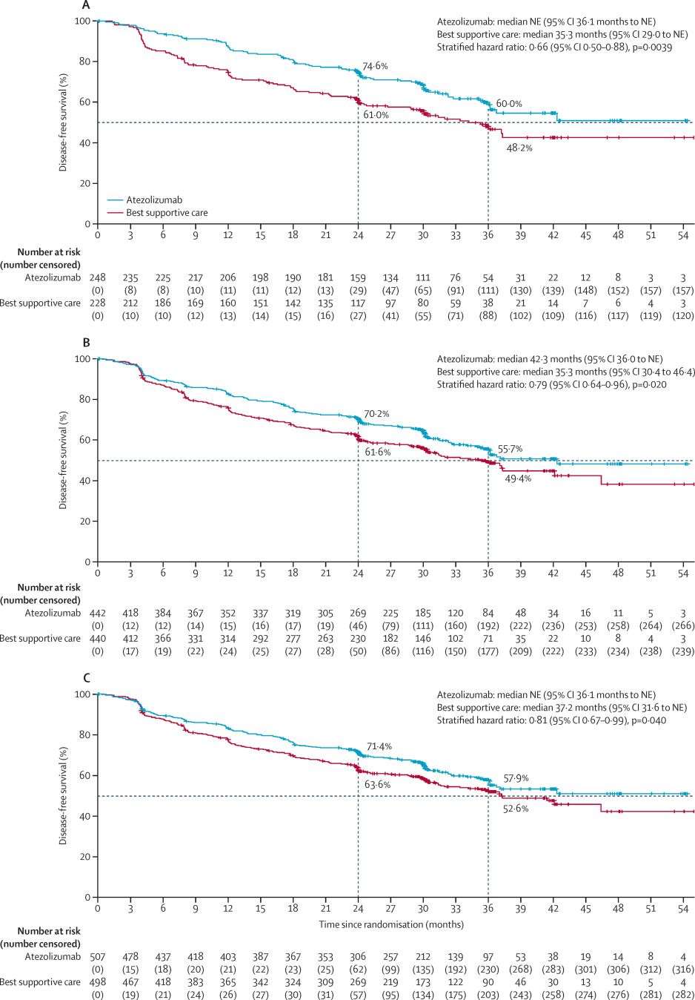 A
Atezolizumab: median NE (95% CI 36·1 months to NE)
Best supportive care: median 35·3 months (95% CI 29·0 to NE)
Stratified hazard ratio: 0·66 (95% CI 0·50–0·88), p=0·0039
100
80
60
40
20
0
Disease-free survival (%)
74·6%
61·0%
60·0%
48·2%
Atezolizumab
Best supportive care
0 3 6 9 12 15 18 21 24 27 30 33 36 39 42 45 48 51 54
Number at risk
(number censored)
Atezolizumab 248 235 225 217 206 198 190 181 159 134 111 76 54 31 22 12 8 3 3
(0) (8) (8) (10) (11) (11) (12) (13) (29) (47) (65) (91) (111) (130) (139) (148) (152) (157) (157)
Best supportive care 228 212 186 169 160 151 142 135 117 97 80 59 38 21 14 7 6 4 3
(0) (10) (10) (12) (13) (14) (15) (16) (27) (41) (55) (71) (88) (102) (109) (116) (117) (119) (120)
B
Atezolizumab: median 42·3 months (95% CI 36·0 to NE)
Best supportive care: median 35·3 months (95% CI 30·4 to 46·4)
Stratified hazard ratio: 0·79 (95% CI 0·64–0·96), p=0·020
100
80
60
40
20
0
Disease-free survival (%)
70·2%
61·6%
55·7%
49·4%
0 3 6 9 12 15 18 21 24 27 30 33 36 39 42 45 48 51 54
Number at risk
(number censored)
Atezolizumab 442 418 384 367 352 337 319 305 269 225 185 120 84 48 34 16 11 5 3
(0) (12) (12) (14) (15) (16) (17) (19) (46) (79) (111) (160) (192) (222) (236) (253) (258) (264) (266)
Best supportive care 440 412 366 331 314 292 277 263 230 182 146 102 71 35 22 10 8 4 3
(0) (17) (19) (22) (24) (25) (27) (28) (50) (86) (116) (150) (177) (209) (222) (233) (234) (238) (239)
C
Atezolizumab: median NE (95% CI 36·1 months to NE)
Best supportive care: median 37·2 months (95% CI 31·6 to NE)
Stratified hazard ratio: 0·81 (95% CI 0·67–0·99), p=0·040
100
80
60
40
20
0
Disease-free survival (%)
71·4%
63·6%
57·9%
52·6%
0 3 6 9 12 15 18 21 24 27 30 33 36 39 42 45 48 51 54
Time since randomisation (months)
Number at risk
(number censored)
Atezolizumab 507 478 437 418 403 387 367 353 306 257 212 139 97 53 38 19 14 8 4
(0) (15) (18) (20) (21) (22) (23) (25) (62) (99) (135) (192) (230) (268) (283) (301) (306) (312) (316)
Best supportive care 498 467 418 383 365 342 324 309 269 219 173 122 90 46 30 13 10 5 4
(0) (19) (21) (24) (26) (27) (30) (31) (57) (95) (134) (175) (203) (243) (258) (274) (276) (281) (282)